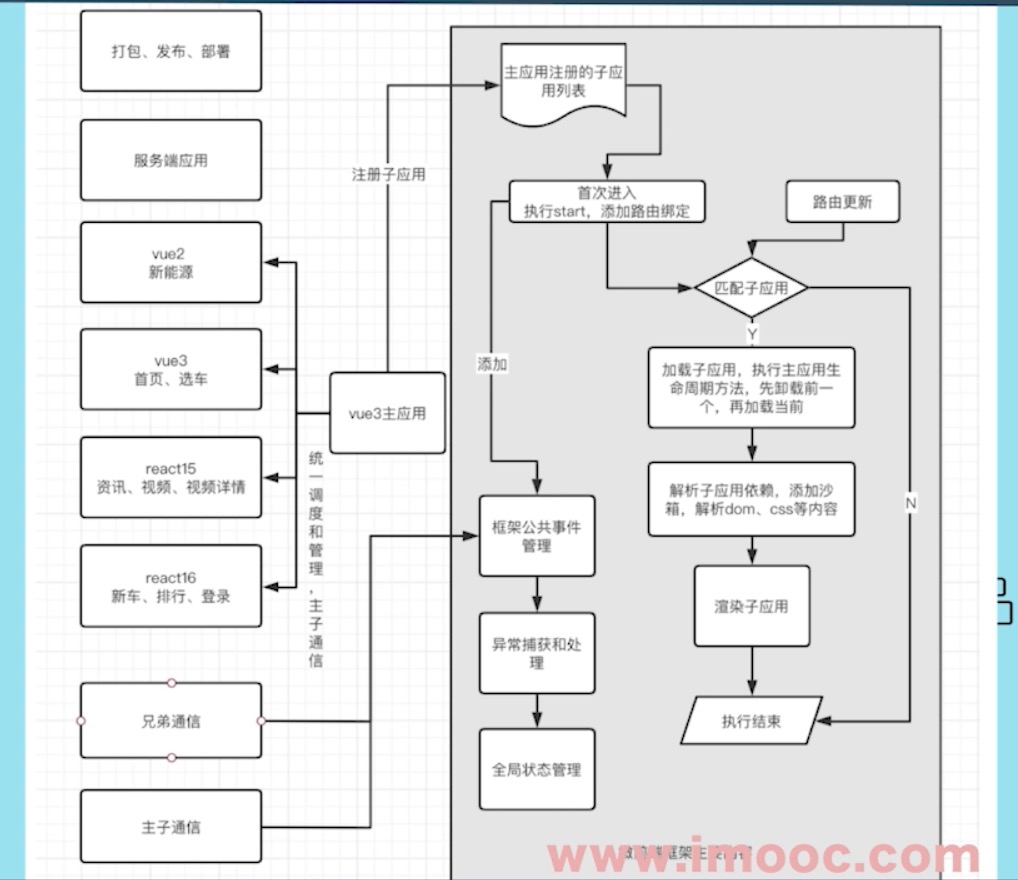 打包、发布、部署
服务端应用
vue2
新能源
vue3
首页、选车
react15
资讯、视频、视频详情
react16
新车、排行、登录
兄弟通信
主子通信
注册子应用
vue3主应用
统一调度和管理，主子通信
主应用注册的子应
用列表
首次进入
执行start，添加路由绑定
路由更新
匹配子应用
Y
添加
加载子应用，执行主应用生
命周期方法，先卸载前一
个，再加载当前
解析子应用依赖，添加沙
箱，解析dom、css等内容
N
框架公共事件
管理
渲染子应用
异常捕获和处
理
执行结束
全局状态管理
www.imooc.com